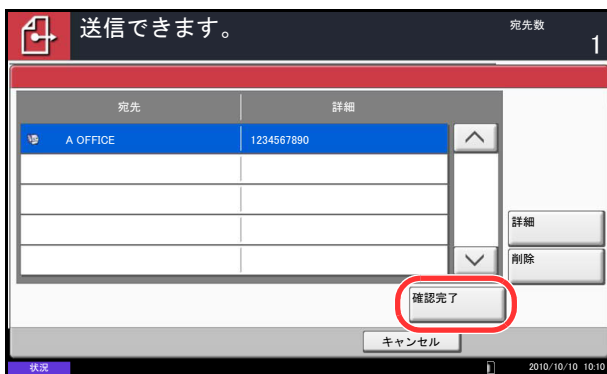 送信できます。
宛先数
1
宛先 詳細
A OFFICE 1234567890
詳細
削除
確認完了
キャンセル
状況 2010/10/10 10:10